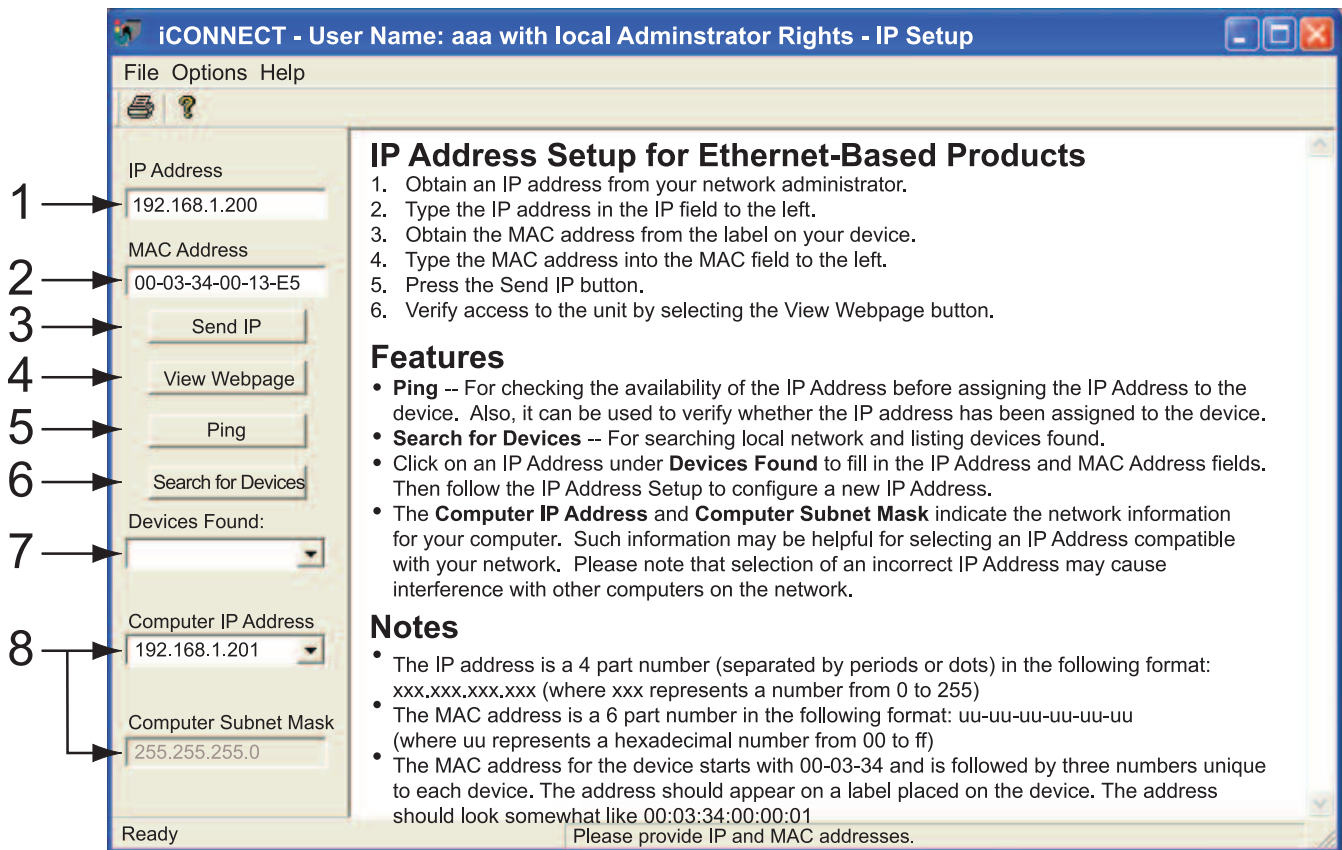 iCONNECT - User Name: aaa with local Adminstrator Rights - IP Setup
File Options Help
IP Address
1
192.168.1.200
MAC Address
2
00-03-34-00-13-E5
3
Send IP
4
View Webpage
5
Ping
6
Search for Devices
Devices Found:
7
Computer IP Address
8
192.168.1.201
Computer Subnet Mask
255.255.255.0
IP Address Setup for Ethernet-Based Products
1. Obtain an IP address from your network administrator.
2. Type the IP address in the IP field to the left.
3. Obtain the MAC address from the label on your device.
4. Type the MAC address into the MAC field to the left.
5. Press the Send IP button.
6. Verify access to the unit by selecting the View Webpage button.
Features
• Ping -- For checking the availability of the IP Address before assigning the IP Address to the
device. Also, it can be used to verify whether the IP address has been assigned to the device.
• Search for Devices -- For searching local network and listing devices found.
• Click on an IP Address under Devices Found to fill in the IP Address and MAC Address fields.
Then follow the IP Address Setup to configure a new IP Address.
• The Computer IP Address and Computer Subnet Mask indicate the network information
for your computer. Such information may be helpful for selecting an IP Address compatible
with your network. Please note that selection of an incorrect IP Address may cause
interference with other computers on the network.
Notes
• The IP address is a 4 part number (separated by periods or dots) in the following format:
xxx.xxx.xxx.xxx (where xxx represents a number from 0 to 255)
• The MAC address is a 6 part number in the following format: uu-uu-uu-uu-uu-uu
(where uu represents a hexadecimal number from 00 to ff)
• The MAC address for the device starts with 00-03-34 and is followed by three numbers unique
to each device. The address should appear on a label placed on the device. The address
should look somewhat like 00:03:34:00:00:01
Ready
Please provide IP and MAC addresses.